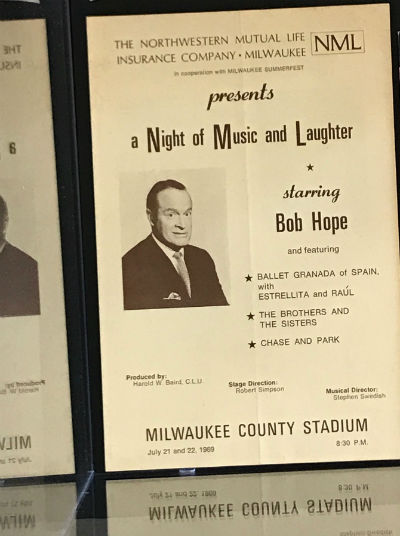 THE NORTHWESTERN MUTUAL LIFE
INSURANCE COMPANY • MILWAUKEE
NML
in cooperation with MILWAUKEE SUMMERFEST
presents
a Night of Music and Laughter
★
starring
Bob Hope
and featuring
★ BALLET GRANADA of SPAIN,
with
ESTRELLITA and RAÚL
★ THE BROTHERS AND
THE SISTERS
★ CHASE AND PARK
Produced by:
Harold W. Baird, C.L.U.
Stage Direction:
Robert Simpson
Musical Director:
Stephen Swedish
MILWAUKEE COUNTY STADIUM
July 21 and 22, 1969
8:30 P.M.